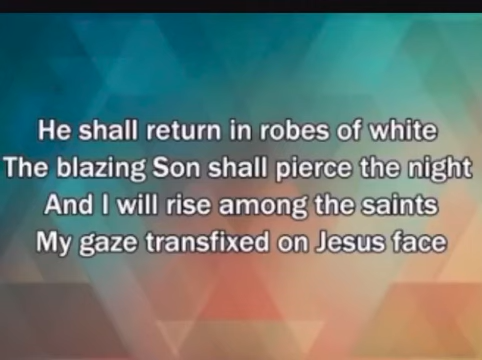 He shall return in robes of white
The blazing Son shall pierce the night
And I will rise among the saints
My gaze transfixed on Jesus face